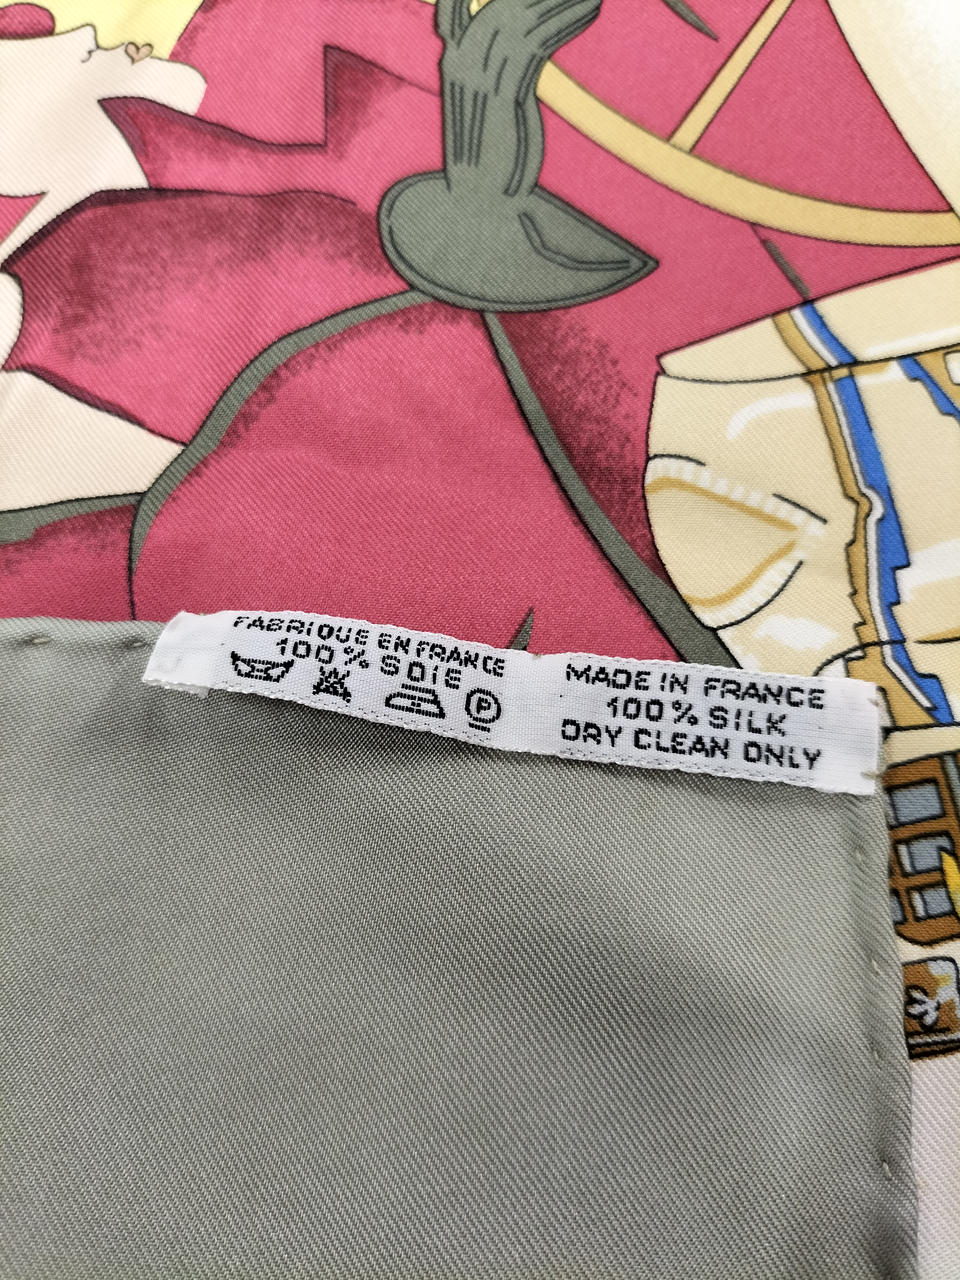 FABRIQUE EN FRANCE
100% SOIE
P
MADE IN FRANCE
100% SILK
DRY CLEAN ONLY